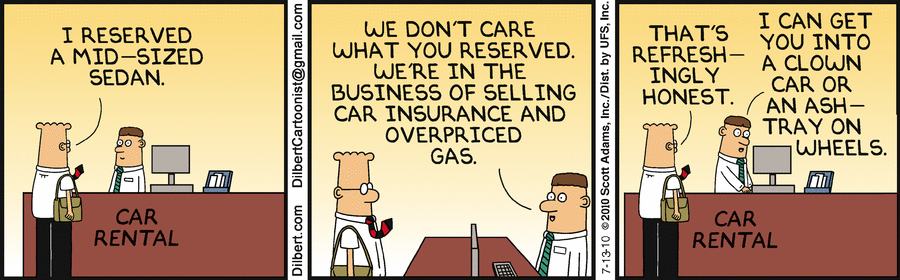 I RESERVED
A MID–SIZED
SEDAN.
CAR
RENTAL
Dilbert.com DilbertCartoonist@gmail.com
WE DON'T CARE
WHAT YOU RESERVED.
WE'RE IN THE
BUSINESS OF SELLING
CAR INSURANCE AND
OVERPRICED
GAS.
7-13-10 © 2010 Scott Adams, Inc./Dist. by UFS, Inc.
THAT'S
REFRESH–
INGLY
HONEST.
I CAN GET
YOU INTO
A CLOWN
CAR OR
AN ASH–
TRAY ON
WHEELS.
CAR
RENTAL